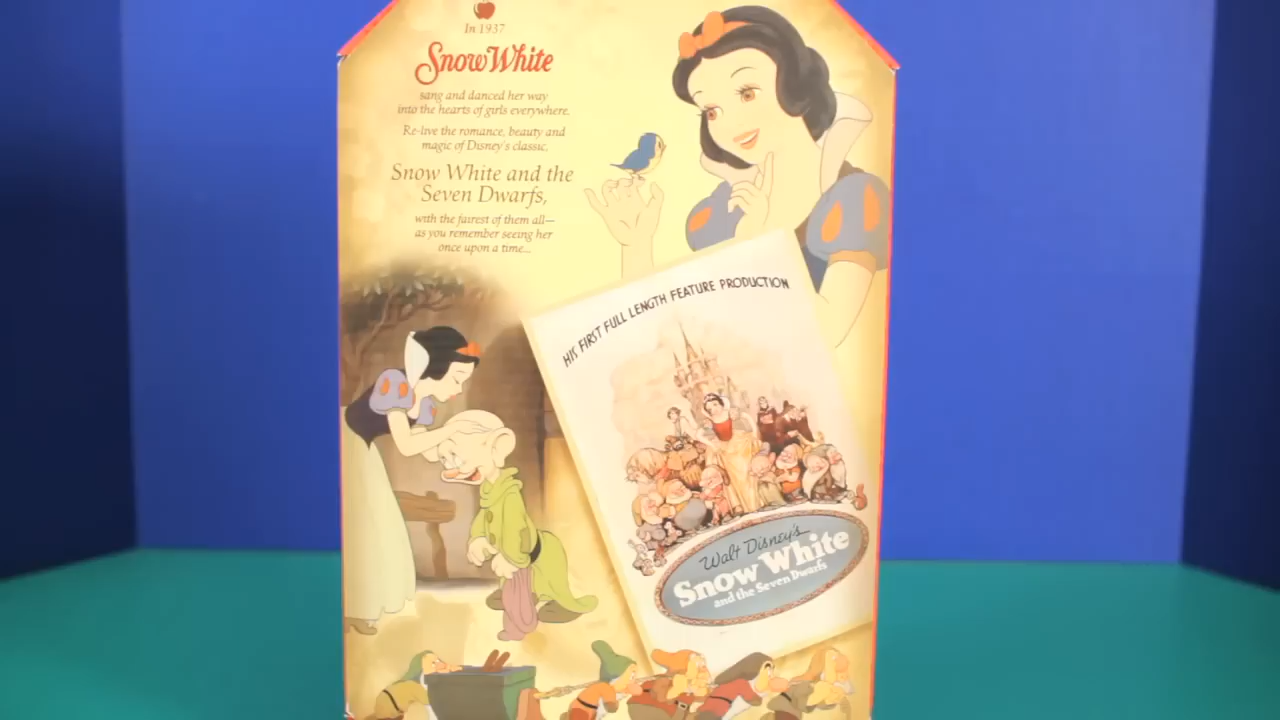 In 1937
Snow White
sang and danced her way
into the hearts of girls everywhere.
Re-live the romance, beauty and
magic of Disney's classic,
Snow White and the
Seven Dwarfs,
with the fairest of them all—
as you remember seeing her
once upon a time...
HIS FIRST FULL LENGTH FEATURE PRODUCTION
Walt Disney's
Snow White
and the Seven Dwarfs